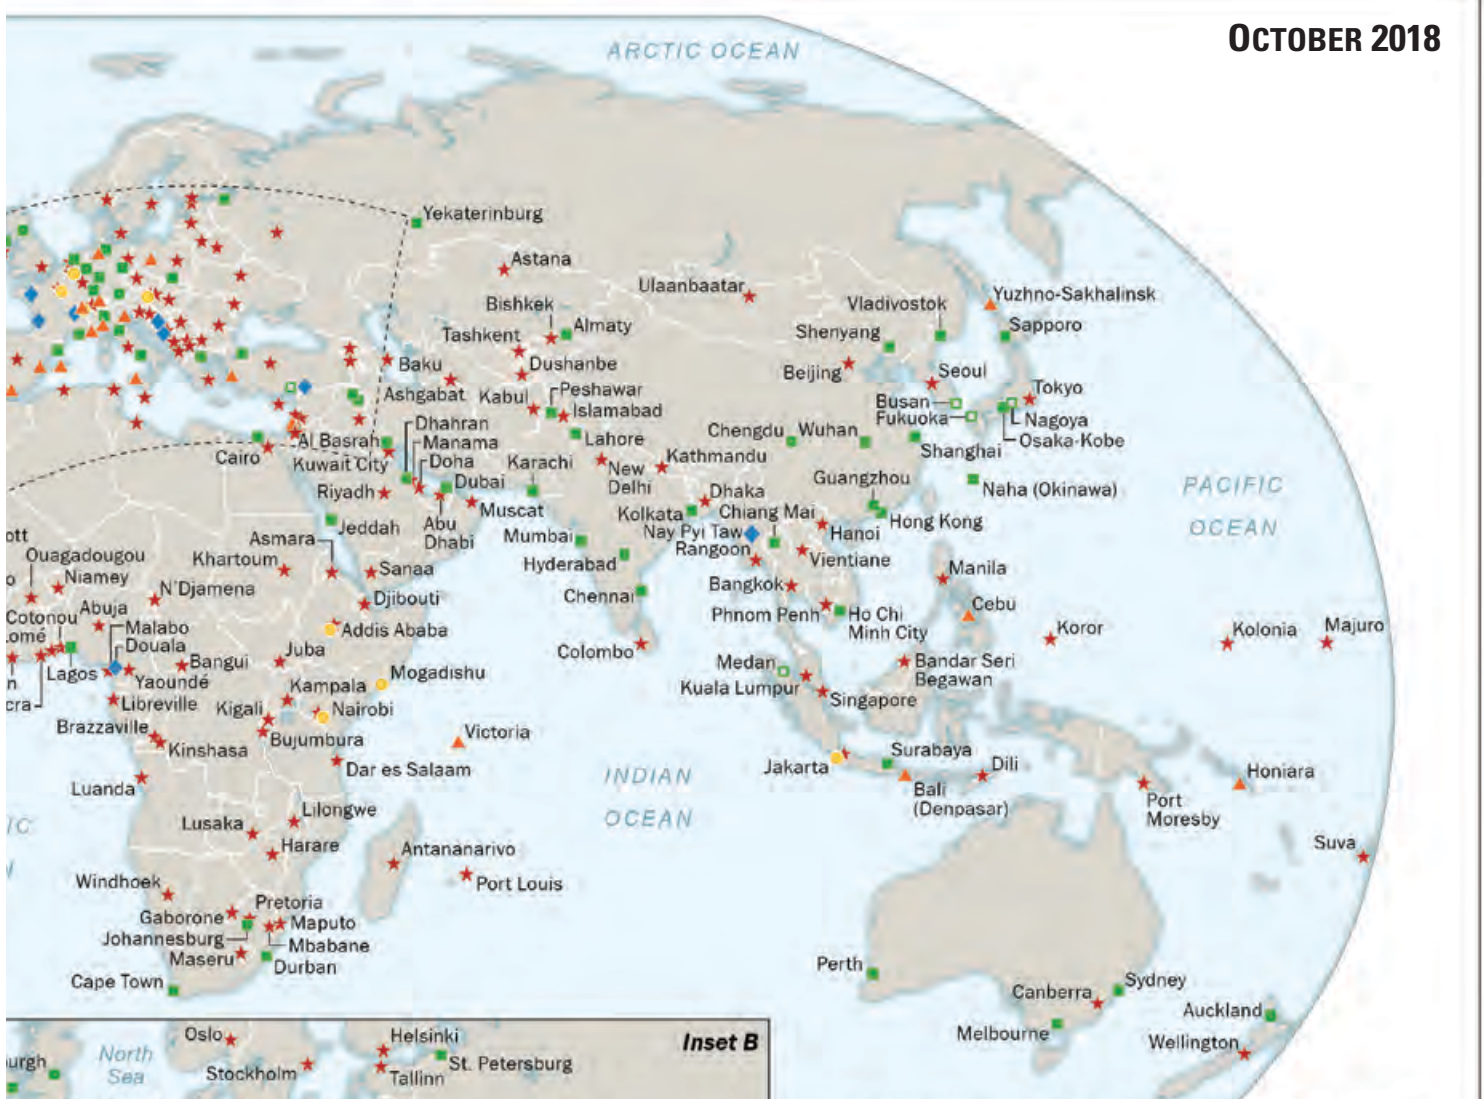 OCTOBER 2018
ARCTIC OCEAN
Yekaterinburg
Astana
Ulaanbaatar
Yuzhno-Sakhalinsk
Bishkek
Vladivostok
Almaty
Sapporo
Tashkent
Shenyang
Baku
Dushanbe
Beijing
Seoul
Tokyo
Ashgabat
Kabul
Peshawar
Islamabad
Busan
Fukuoka
Nagoya
Dhahran
Manama
Al Basrah
Lahore
Chengdu
Wuhan
Osaka-Kobe
Shanghai
Cairo
Kuwait City
Doha
Karachi
New
Delhi
Kathmandu
Riyadh
Dubai
Guangzhou
Naha (Okinawa)
PACIFIC
OCEAN
Muscat
Dhaka
Kolkata
Chiang Mai
Hong Kong
Jeddah
Abu
Dhabi
Mumbai
Nay Pyi Taw
Hanoi
Asmara
Rangoon
Vientiane
ott
Ouagadougou
Khartoum
Hyderabad
Niamey
Sanaa
Bangkok
Manila
N'Djamena
Chennai
Djibouti
Phnom Penh
Ho Chi
Minh City
Cebu
Cotonou
Abuja
Malabo
Addis Ababa
Koror
Kolonia
Majuro
omé
Douala
Juba
Colombo
Lagos
Bangui
Mogadishu
Medan
Bandar Seri
Begawan
n
Yaoundé
Kampala
Kuala Lumpur
cra
Libreville
Kigali
Nairobi
Singapore
Brazzaville
Bujumbura
Victoria
Kinshasa
Surabaya
Jakarta
Dar es Salaam
INDIAN
OCEAN
Dili
Honiara
Luanda
Bali
(Denpasar)
Port
Moresby
IC
Lilongwe
Lusaka
Harare
Antananarivo
Suva
Windhoek
Port Louis
Pretoria
Gaborone
Maputo
Johannesburg
Mbabane
Maseru
Durban
Perth
Cape Town
Canberra
Sydney
Auckland
Melbourne
Wellington
Oslo
Helsinki
Inset B
North
Sea
urgh
Stockholm
St. Petersburg
Tallinn